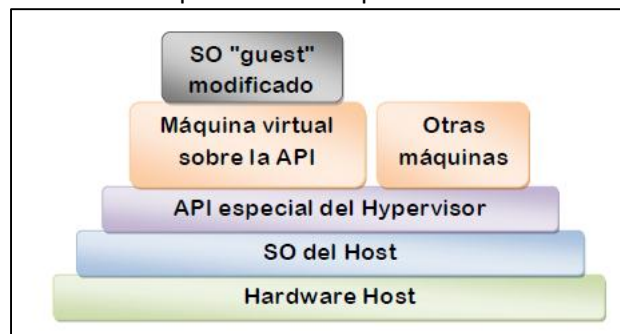 SO "guest"
modificado
Máquina virtual
sobre la API
Otras
máquinas
API especial del Hypervisor
SO del Host
Hardware Host